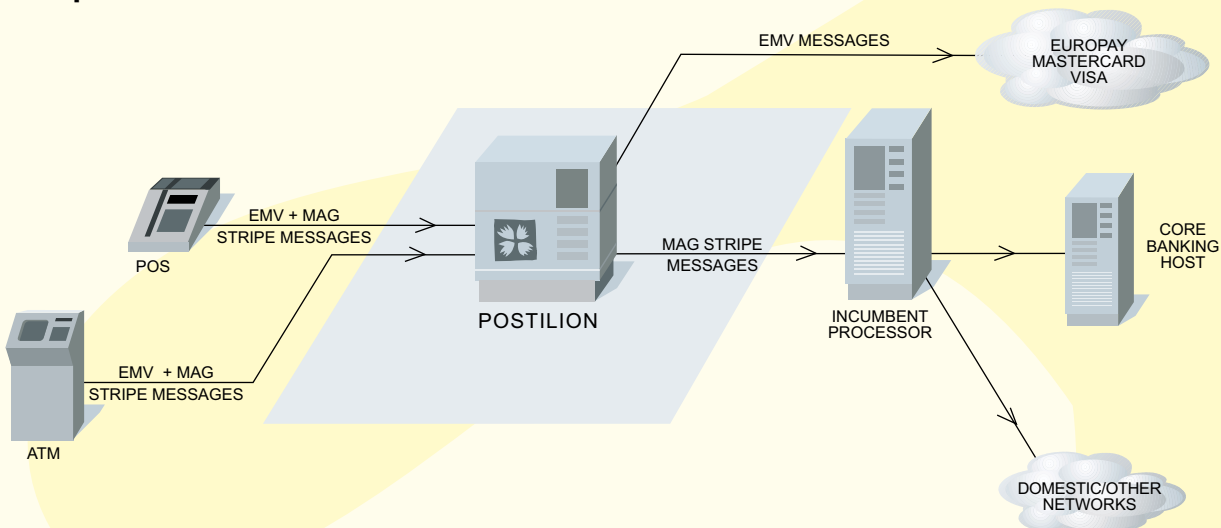 EMV MESSAGES
EUROPAY
MASTERCARD
VISA
EMV + MAG
STRIPE MESSAGES
POS
MAG STRIPE
MESSAGES
CORE
BANKING
HOST
POSTILION
INCUMBENT
PROCESSOR
EMV + MAG
STRIPE MESSAGES
ATM
DOMESTIC/OTHER
NETWORKS